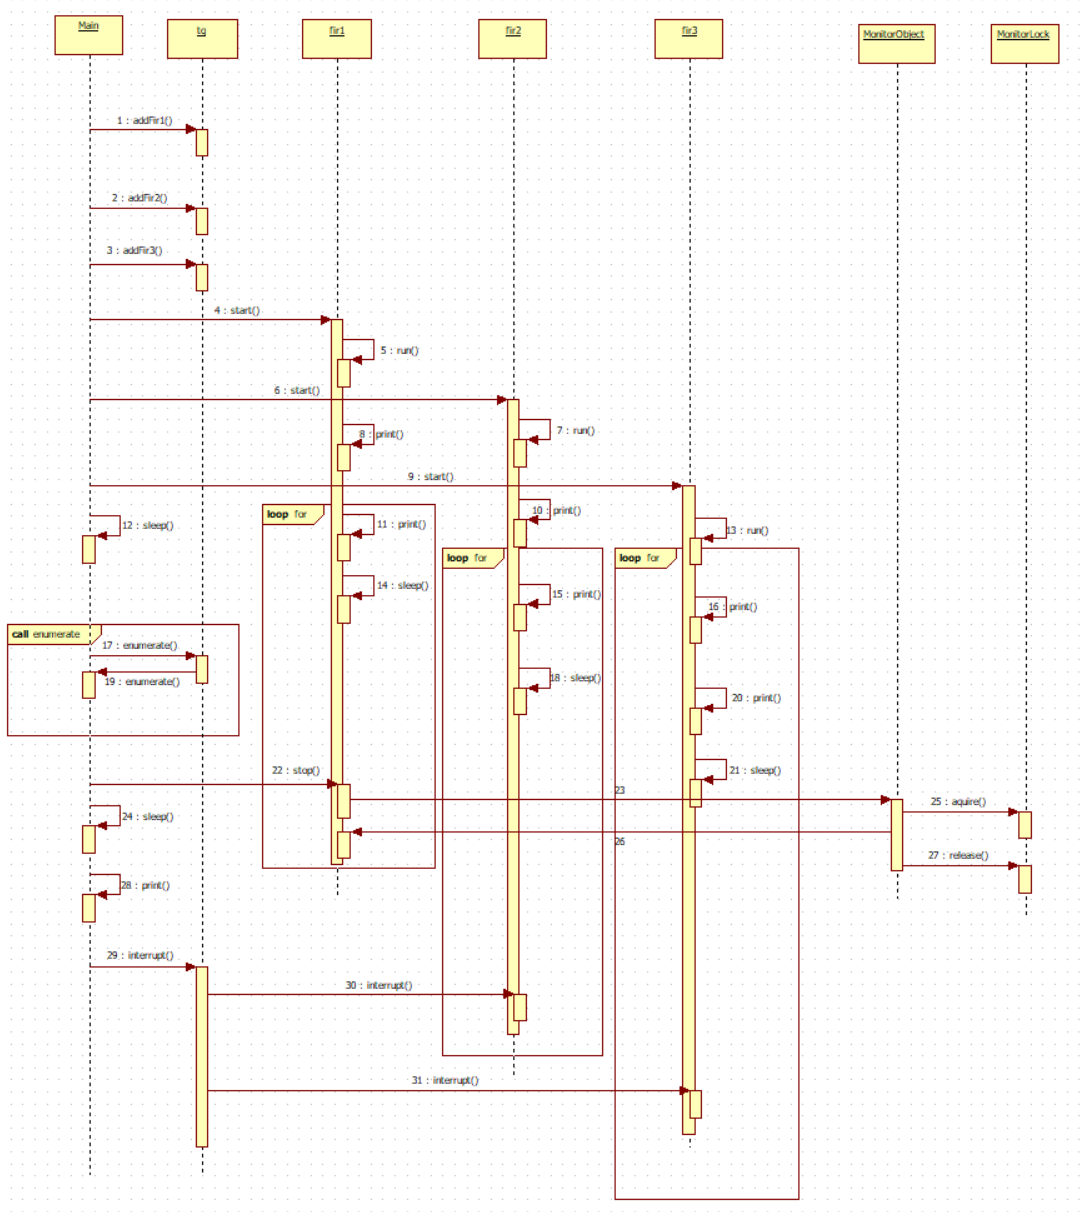 Main
tg
fir1
fir2
fir3
MonitorObject
MonitorLock
1 : addFir1()
2 : addFir2()
3 : addFir3()
4 : start()
5 : run()
6 : start()
7 : run()
8 : print()
9 : start()
loop for
10 : print()
11 : print()
12 : sleep()
13 : run()
loop for
loop for
14 : sleep()
15 : print()
16 : print()
call enumerate
17 : enumerate()
18 : sleep()
19 : enumerate()
20 : print()
21 : sleep()
22 : stop()
23
24 : sleep()
25 : aquire()
26
27 : release()
28 : print()
29 : interrupt()
30 : interrupt()
31 : interrupt()